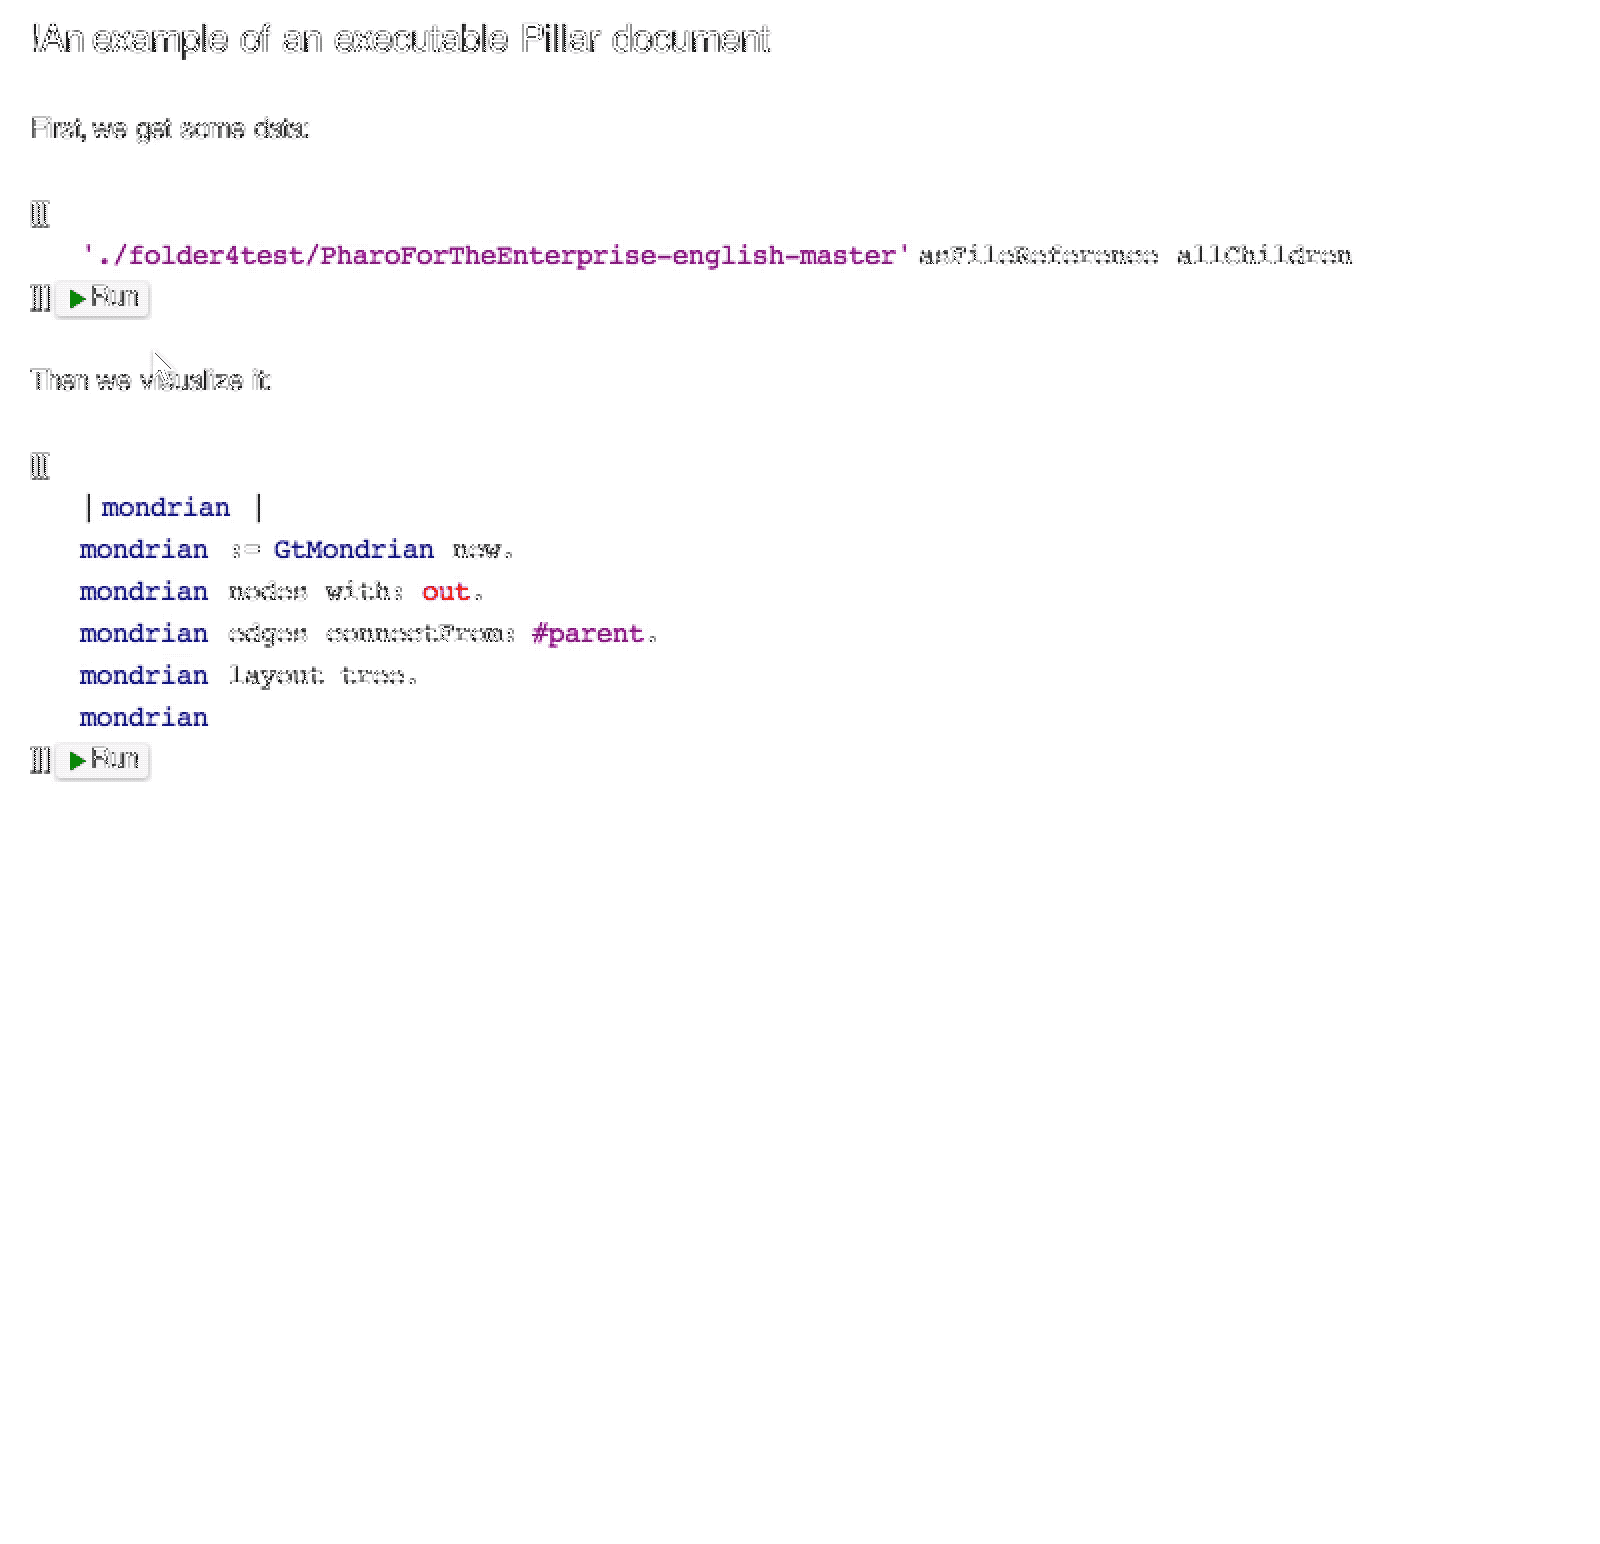 !An example of an executable Pillar document
First, we get some data:
[[[
'./folder4test/PharoForTheEnterprise-english-master' asFileReference allChildren
]]] Run
Then we visualize it:
[[[
| mondrian |
mondrian := GtMondrian new.
mondrian nodes with: out.
mondrian edges connectFrom: #parent.
mondrian layout tree.
mondrian
]]] Run